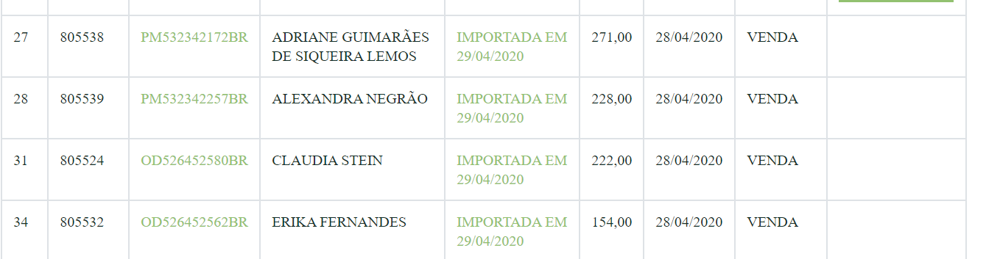 27 805538 PM532342172BR ADRIANE GUIMARÃES IMPORTADA EM 271,00 28/04/2020 VENDA
DE SIQUEIRA LEMOS 29/04/2020
28 805539 PM532342257BR ALEXANDRA NEGRÃO IMPORTADA EM 228,00 28/04/2020 VENDA
29/04/2020
31 805524 OD526452580BR CLAUDIA STEIN IMPORTADA EM 222,00 28/04/2020 VENDA
29/04/2020
34 805532 OD526452562BR ERIKA FERNANDES IMPORTADA EM 154,00 28/04/2020 VENDA
29/04/2020